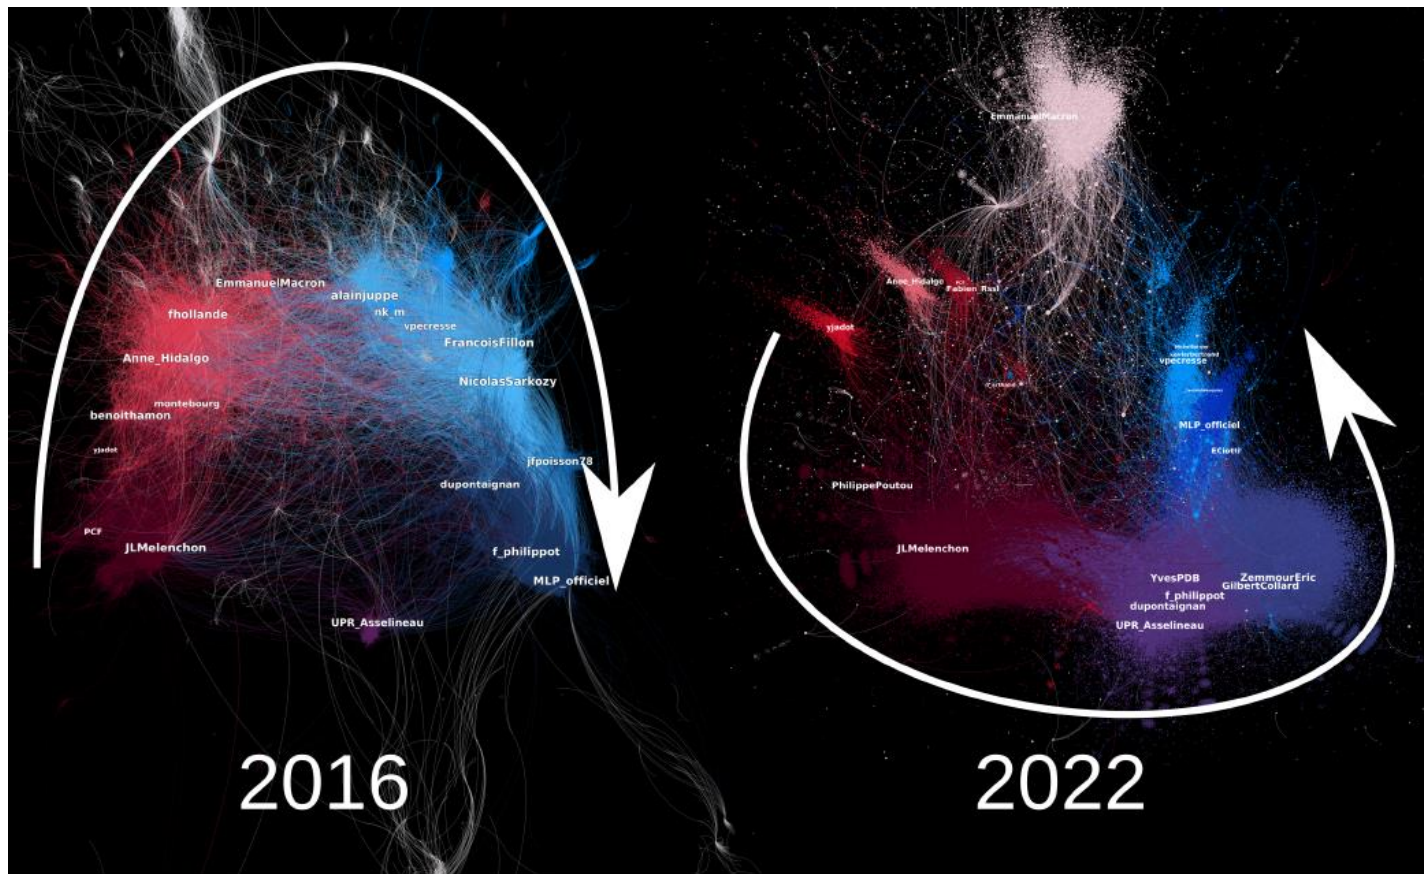 EmmanuelMacron
alainjuppe
fhollande
nk_m
vpecresse
FrancoisFillon
Anne_Hidalgo
NicolasSarkozy
montebourg
benoithamon
yjadot
jfpoisson78
dupontaignan
PCF
JLMelenchon
f_philippot
MLP_officiel
UPR_Asselineau
2016
EmmanuelMacron
Anne_Hidalgo
PCF
Fabien_Rssl
yjadot
vpecresse
MLP_officiel
ECiotti
PhilippePoutou
JLMelenchon
YvesPDB
ZemmourEric
GilbertCollard
f_philippot
dupontaignan
UPR_Asselineau
2022